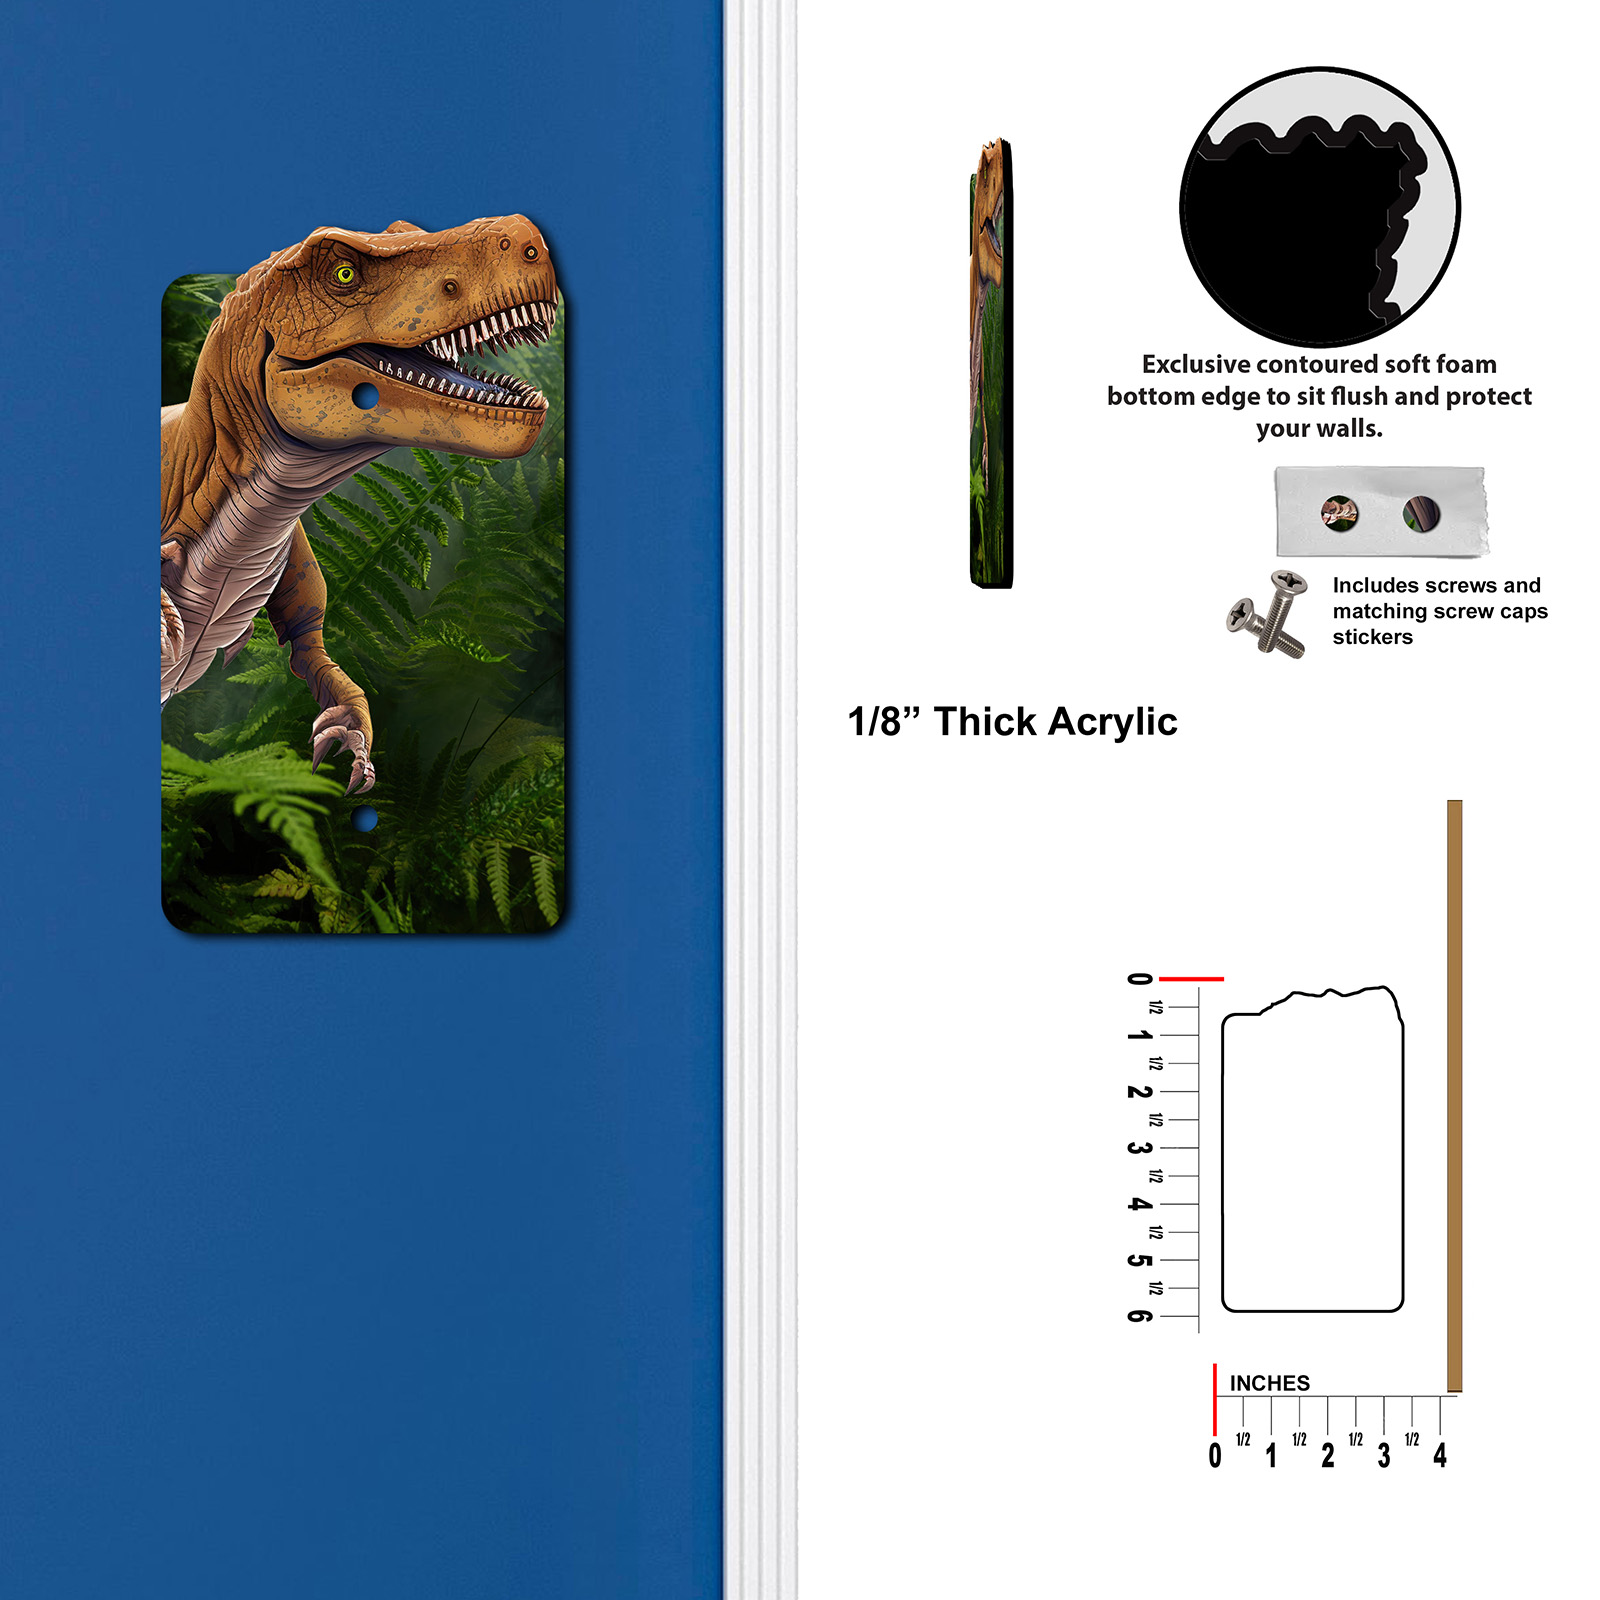 Exclusive contoured soft foam
bottom edge to sit flush and protect
your walls.
Includes screws and
matching screw caps
stickers
1/8” Thick Acrylic
0
1/2
1
1/2
2
1/2
3
1/2
4
1/2
5
1/2
6
INCHES
0 1/2 1 1/2 2 1/2 3 1/2 4